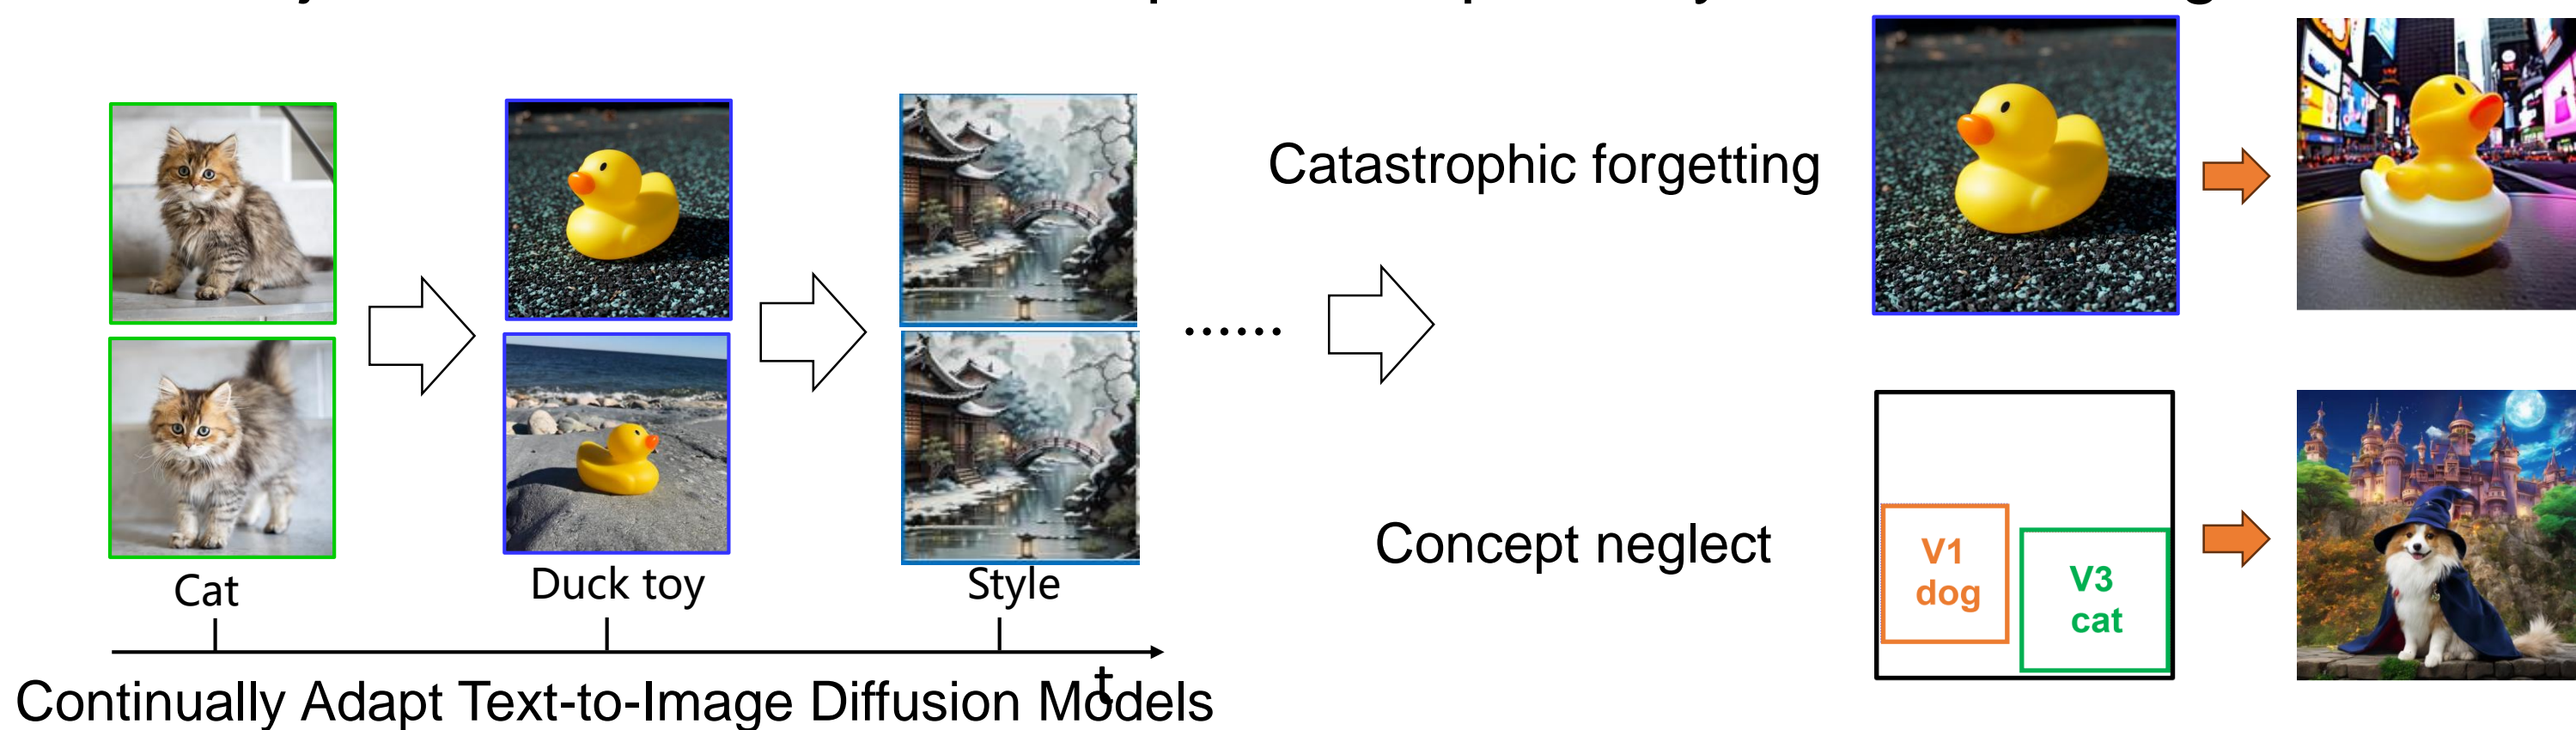 Catastrophic forgetting
......
Cat
Duck toy
Style
t
Continually Adapt Text-to-Image Diffusion Models
Concept neglect
V1
dog
V3
cat